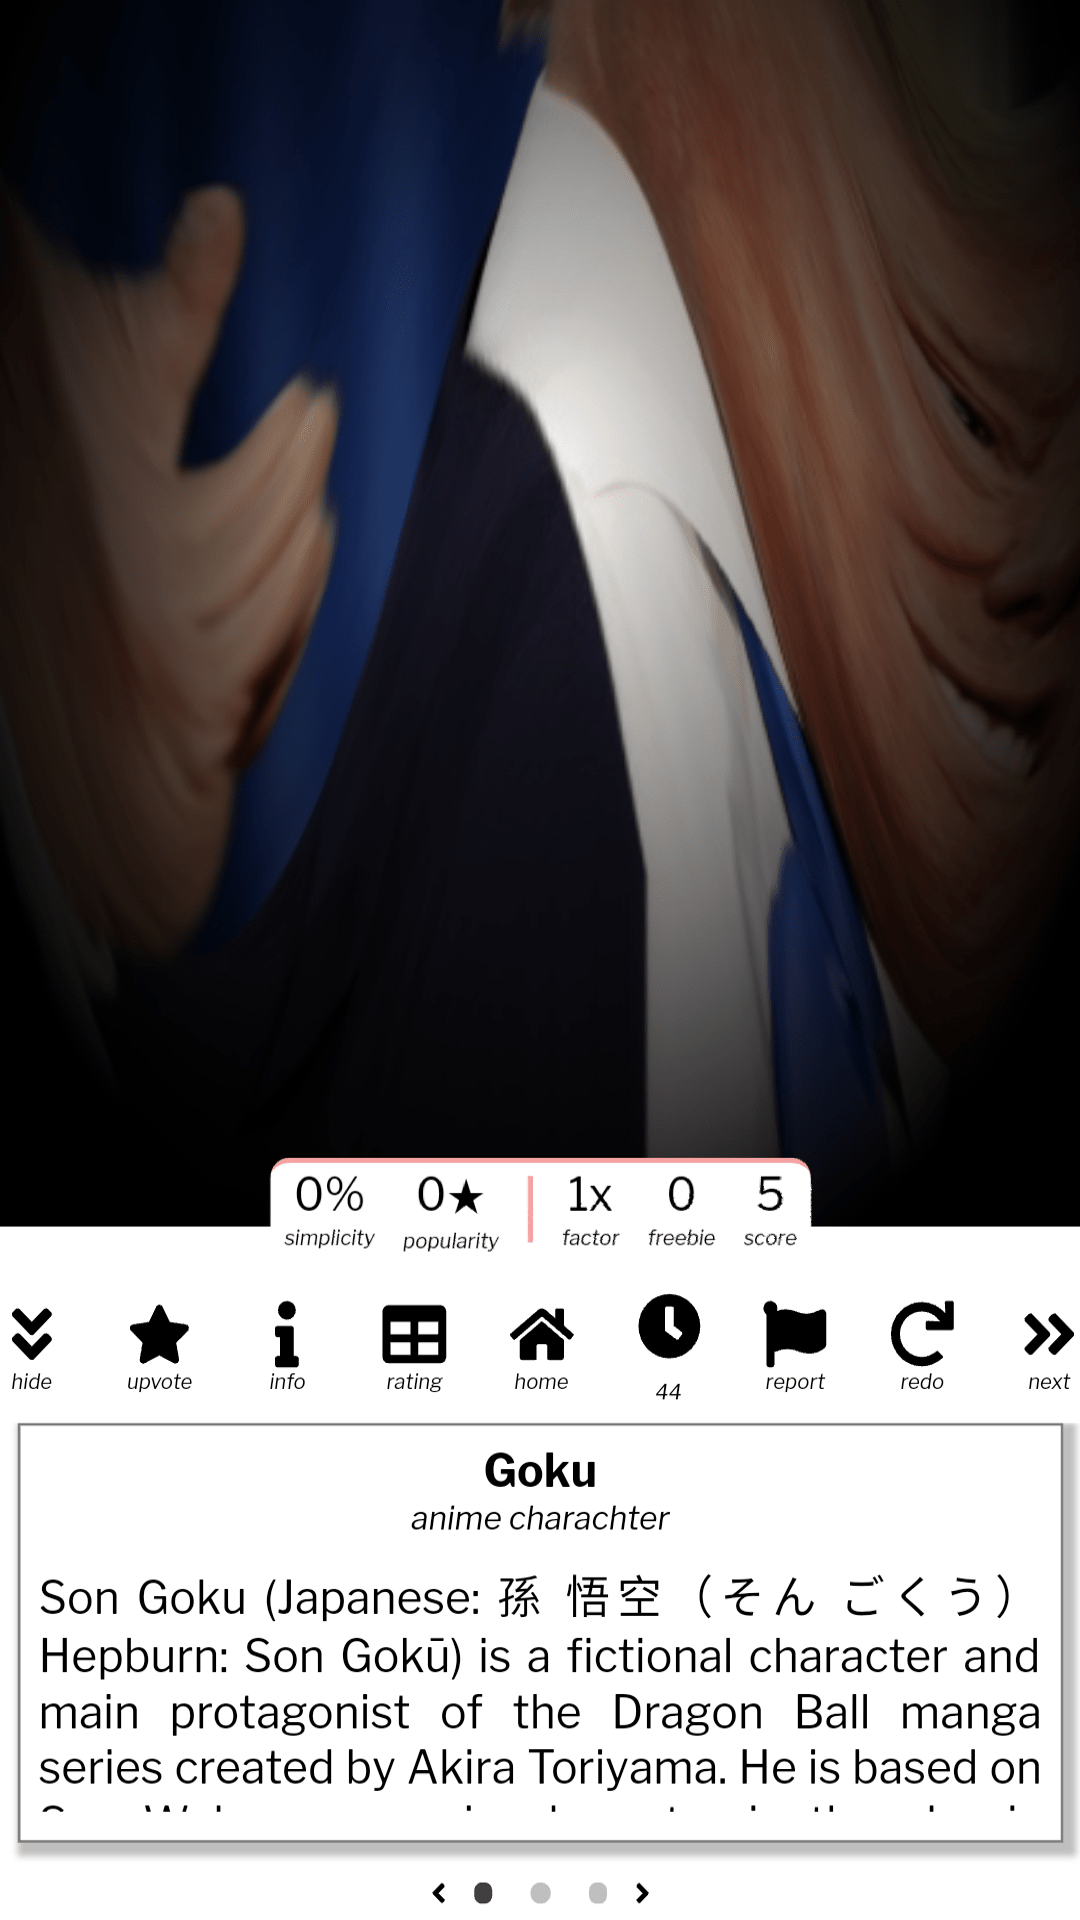 0% 0★ 1x 0 5
simplicity popularity factor freebie score
hide upvote info rating home 44 report redo next
Goku
anime charachter
Son Goku (Japanese: 孫 悟空（そん ごくう）
Hepburn: Son Gokū) is a fictional character and
main protagonist of the Dragon Ball manga
series created by Akira Toriyama. He is based on